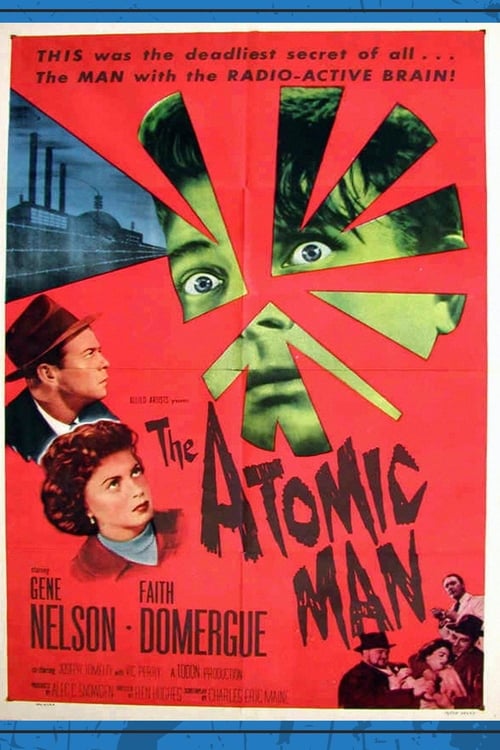 THIS was the deadliest secret of all . . .
The MAN with the RADIO-ACTIVE BRAIN!
ALLIED ARTISTS presents
The
ATOMIC
MAN
starring
GENE FAITH
NELSON · DOMERGUE
co-starring JOSEPH TOMELTY with VIC PERRY · A TODON PRODUCTION
PRODUCED BY ALEC C. SNOWDEN DIRECTED BY KEN HUGHES SCREENPLAY BY CHARLES ERIC MAINE